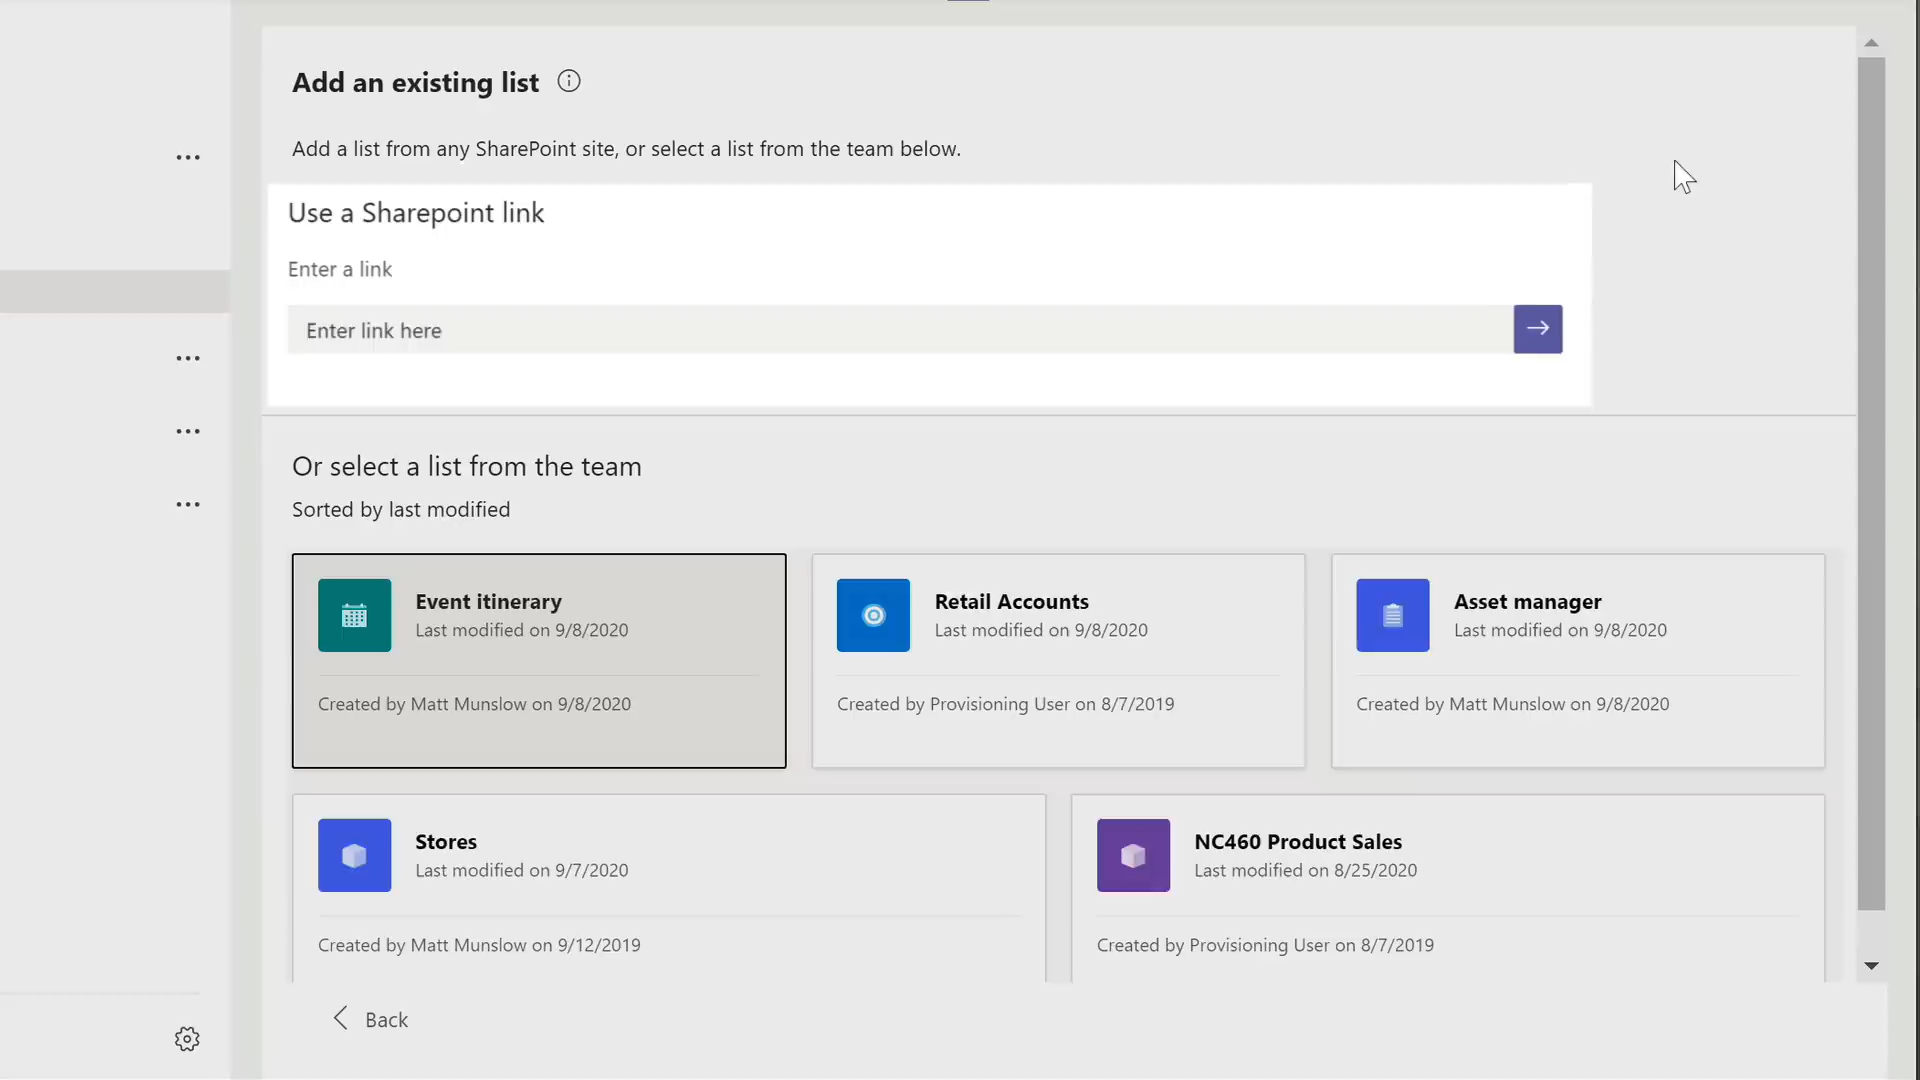 Add an existing list
Add a list from any SharePoint site, or select a list from the team below.
Use a Sharepoint link
Enter a link
Enter link here
Or select a list from the team
Sorted by last modified
Event itinerary
Last modified on 9/8/2020
Created by Matt Munslow on 9/8/2020
Retail Accounts
Last modified on 9/8/2020
Created by Provisioning User on 8/7/2019
Asset manager
Last modified on 9/8/2020
Created by Matt Munslow on 9/8/2020
Stores
Last modified on 9/7/2020
Created by Matt Munslow on 9/12/2019
NC460 Product Sales
Last modified on 8/25/2020
Created by Provisioning User on 8/7/2019
Back